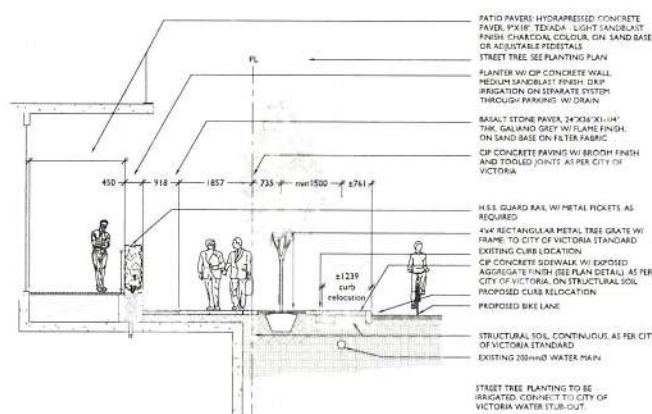 PATIO PAVERS: HYDRAPRESSED CONCRETE
PAVER, 9"X18", TEXADA - LIGHT SANDBLAST
FINISH, CHARCOAL COLOUR, ON SAND BASE
OR ADJUSTABLE PEDESTALS
STREET TREE, SEE PLANTING PLAN
PL
PLANTER W/ CIP CONCRETE WALL,
MEDIUM SANDBLAST FINISH. DRIP
IRRIGATION ON SEPARATE SYSTEM
THROUGH PARKING. W/ DRAIN
BASALT STONE PAVER, 24"X36"X1-1/4"
THK. GALIANO GREY W/ FLAME FINISH,
ON SAND BASE ON FILTER FABRIC
CIP CONCRETE PAVING W/ BROOM FINISH
AND TOOLED JOINTS AS PER CITY OF
VICTORIA
450 918 1857 735 min1500 ±761
H.S.S. GUARD RAIL W/ METAL PICKETS, AS
REQUIRED
4'x4' RECTANGULAR METAL TREE GRATE W/
FRAME: TO CITY OF VICTORIA STANDARD
EXISTING CURB LOCATION
CIP CONCRETE SIDEWALK W/ EXPOSED
AGGREGATE FINISH (SEE PLAN DETAIL). AS PER
CITY OF VICTORIA, ON STRUCTURAL SOIL
PROPOSED CURB RELOCATION
PROPOSED BIKE LANE
±1239
curb
relocation
STRUCTURAL SOIL, CONTINUOUS, AS PER CITY
OF VICTORIA STANDARD
EXISTING 200mmØ WATER MAIN
STREET TREE PLANTING TO BE
IRRIGATED. CONNECT TO CITY OF
VICTORIA WATER STUB-OUT.